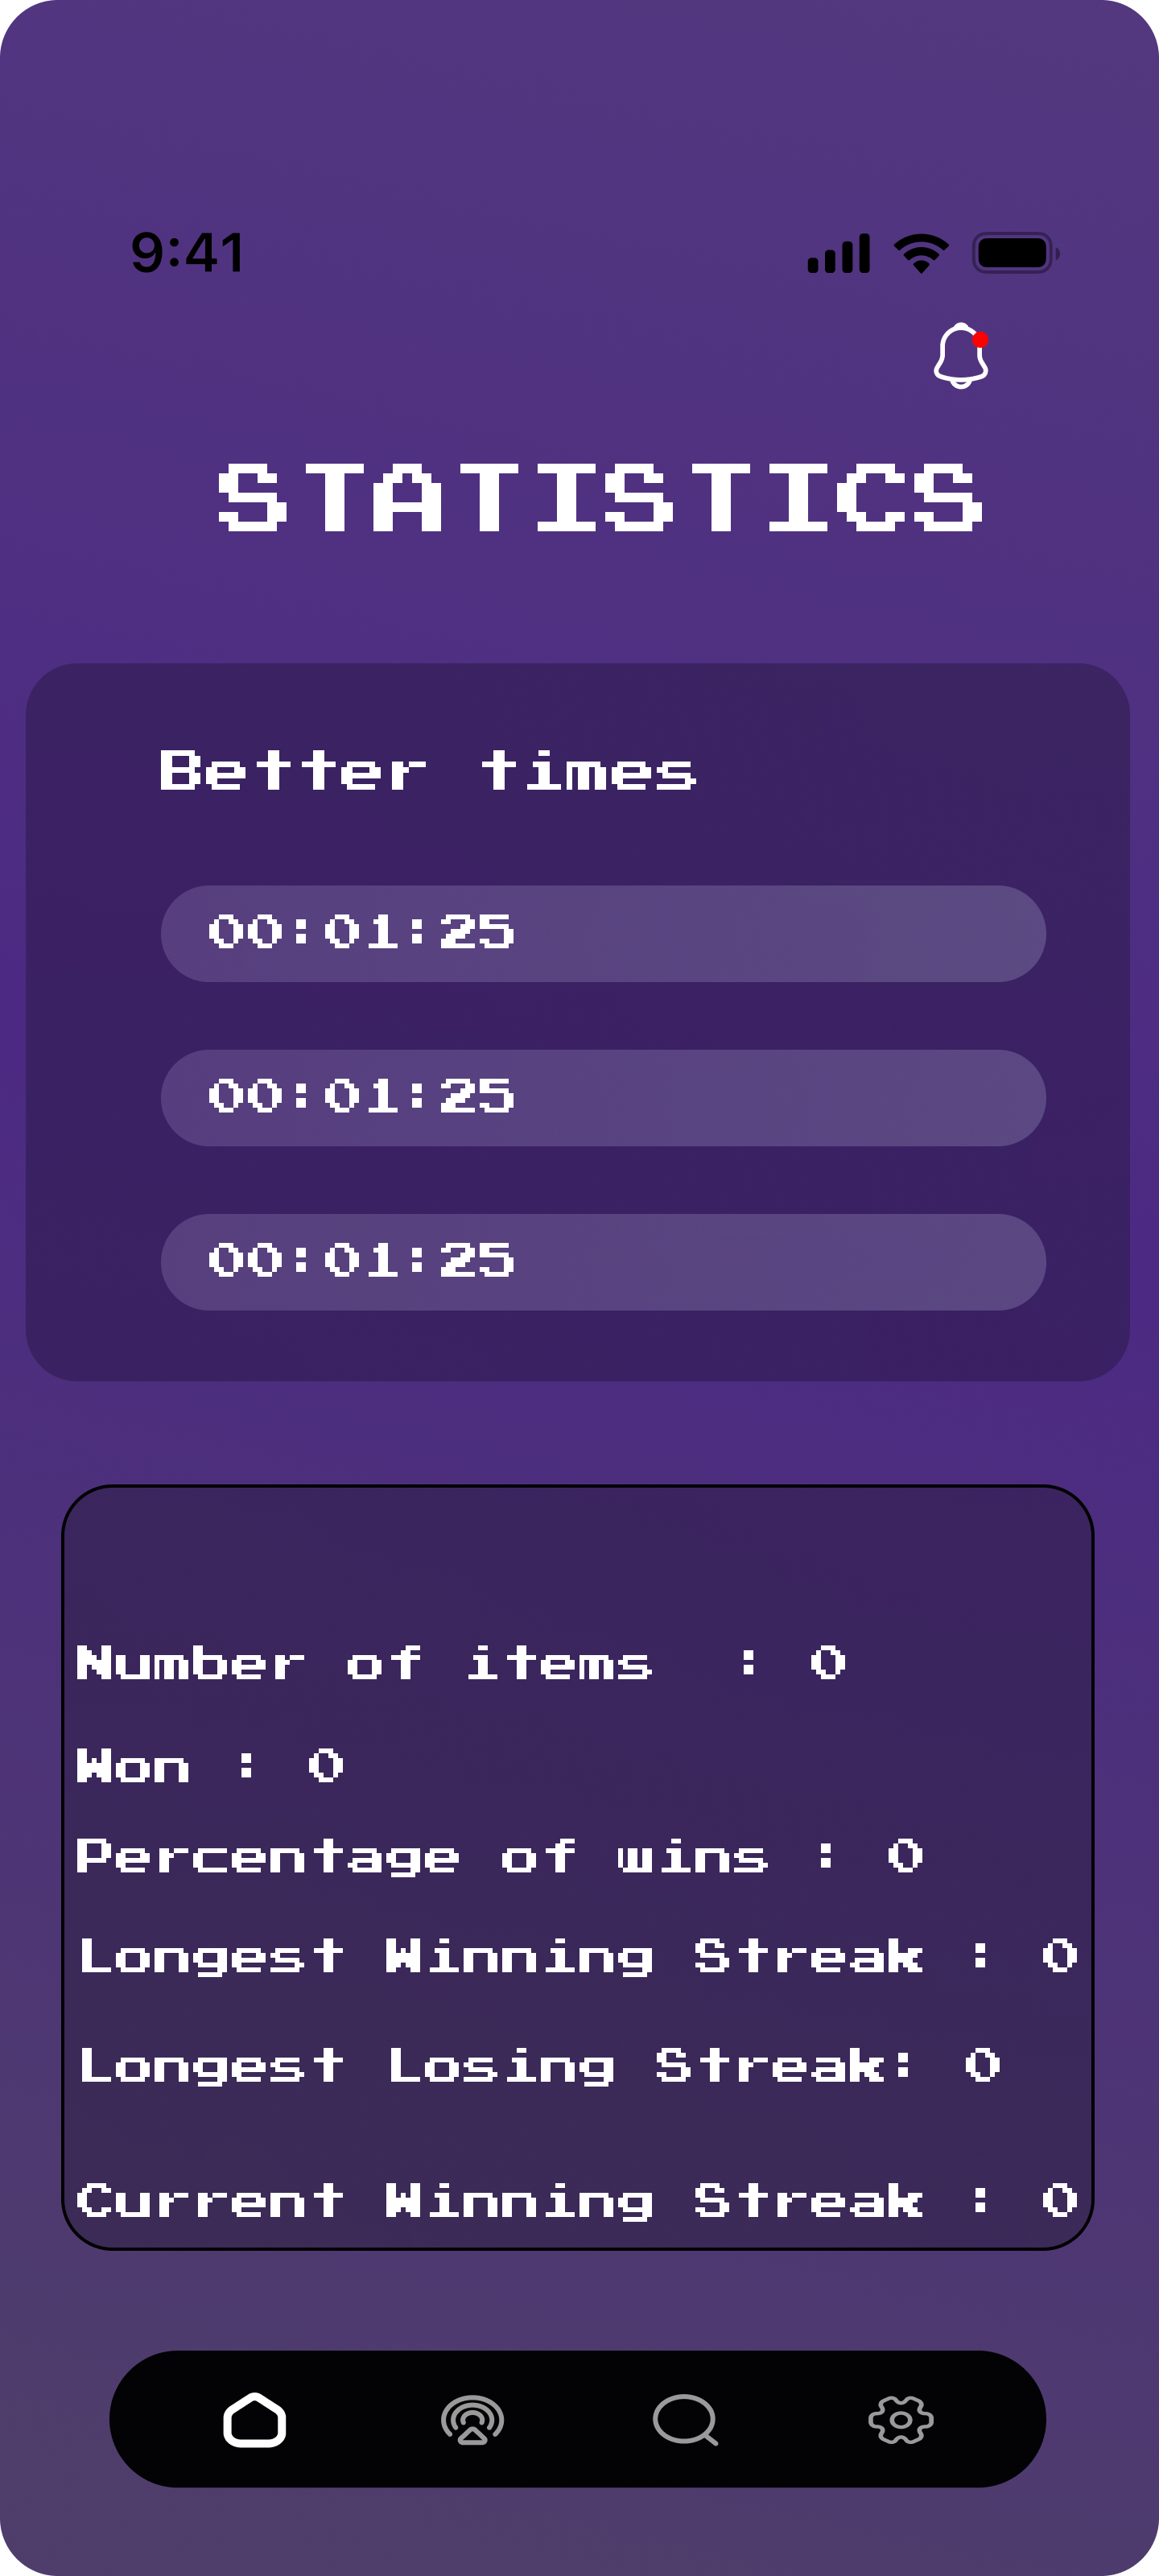 9:41
STATISTICS
Better times
00:01:25
00:01:25
00:01:25
Number of items : 0
Won : 0
Percentage of wins : 0
Longest Winning Streak : 0
Longest Losing Streak: 0
Current Winning Streak : 0